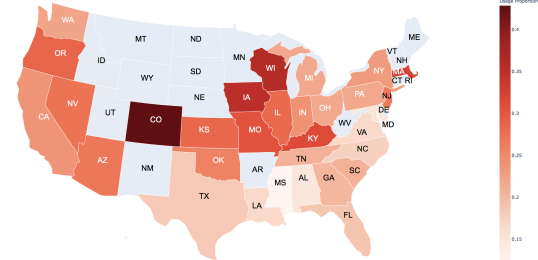 Usage Proportion
WA
ME
MT
ND
VT
OR
MN
NH
ID
WI
NY
MA
SD
MI
CT RI
WY
IA
PA
NJ
NE
OH
DE
NV
UT
IL
IN
MD
CO
WV
CA
KS
MO
KY
VA
NC
TN
AZ
OK
NM
AR
SC
MS
AL
GA
TX
LA
FL
0.4
0.35
0.3
0.25
0.2
0.15